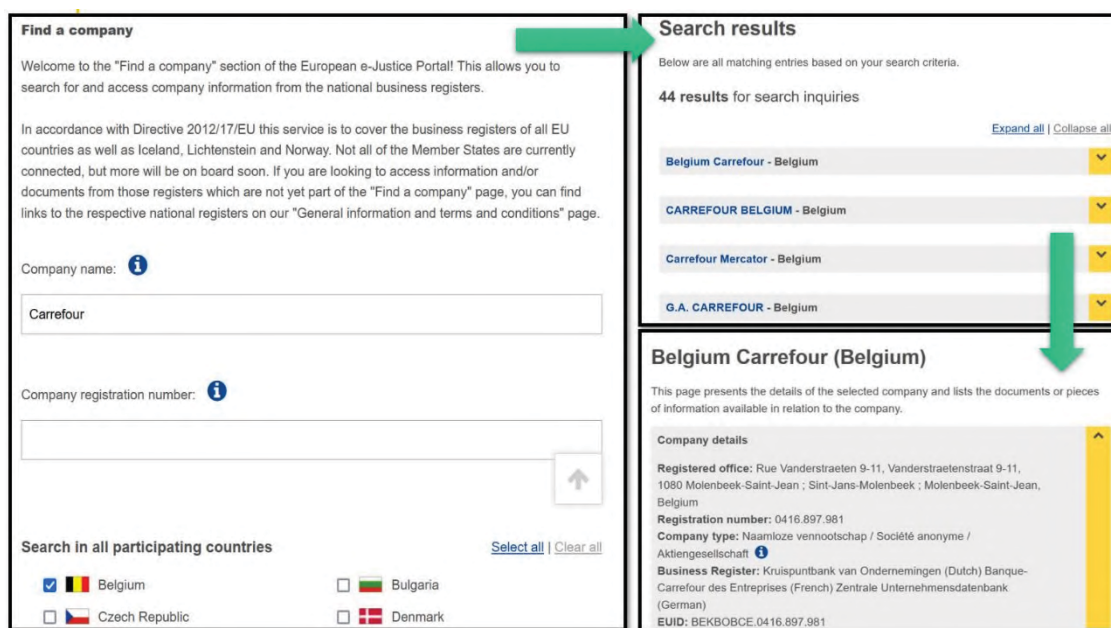 Find a company
Welcome to the "Find a company" section of the European e-Justice Portal! This allows you to
search for and access company information from the national business registers.
In accordance with Directive 2012/17/EU this service is to cover the business registers of all EU
countries as well as Iceland, Lichtenstein and Norway. Not all of the Member States are currently
connected, but more will be on board soon. If you are looking to access information and/or
documents from those registers which are not yet part of the "Find a company" page, you can find
links to the respective national registers on our "General information and terms and conditions" page.
Company name:
Carrefour
Company registration number:
Search in all participating countries Select all | Clear all
Belgium Bulgaria
Czech Republic Denmark
Search results
Below are all matching entries based on your search criteria.
44 results for search inquiries
Expand all | Collapse all
Belgium Carrefour - Belgium
CARREFOUR BELGIUM - Belgium
Carrefour Mercator - Belgium
G.A. CARREFOUR - Belgium
Belgium Carrefour (Belgium)
This page presents the details of the selected company and lists the documents or pieces
of information available in relation to the company.
Company details
Registered office: Rue Vanderstraeten 9-11, Vanderstraetenstraat 9-11,
1080 Molenbeek-Saint-Jean ; Sint-Jans-Molenbeek ; Molenbeek-Saint-Jean,
Belgium
Registration number: 0416.897.981
Company type: Naamloze vennootschap / Société anonyme /
Aktiengesellschaft
Business Register: Kruispuntbank van Ondernemingen (Dutch) Banque-
Carrefour des Entreprises (French) Zentrale Unternehmensdatenbank
(German)
EUID: BEKBOBCE.0416.897.981